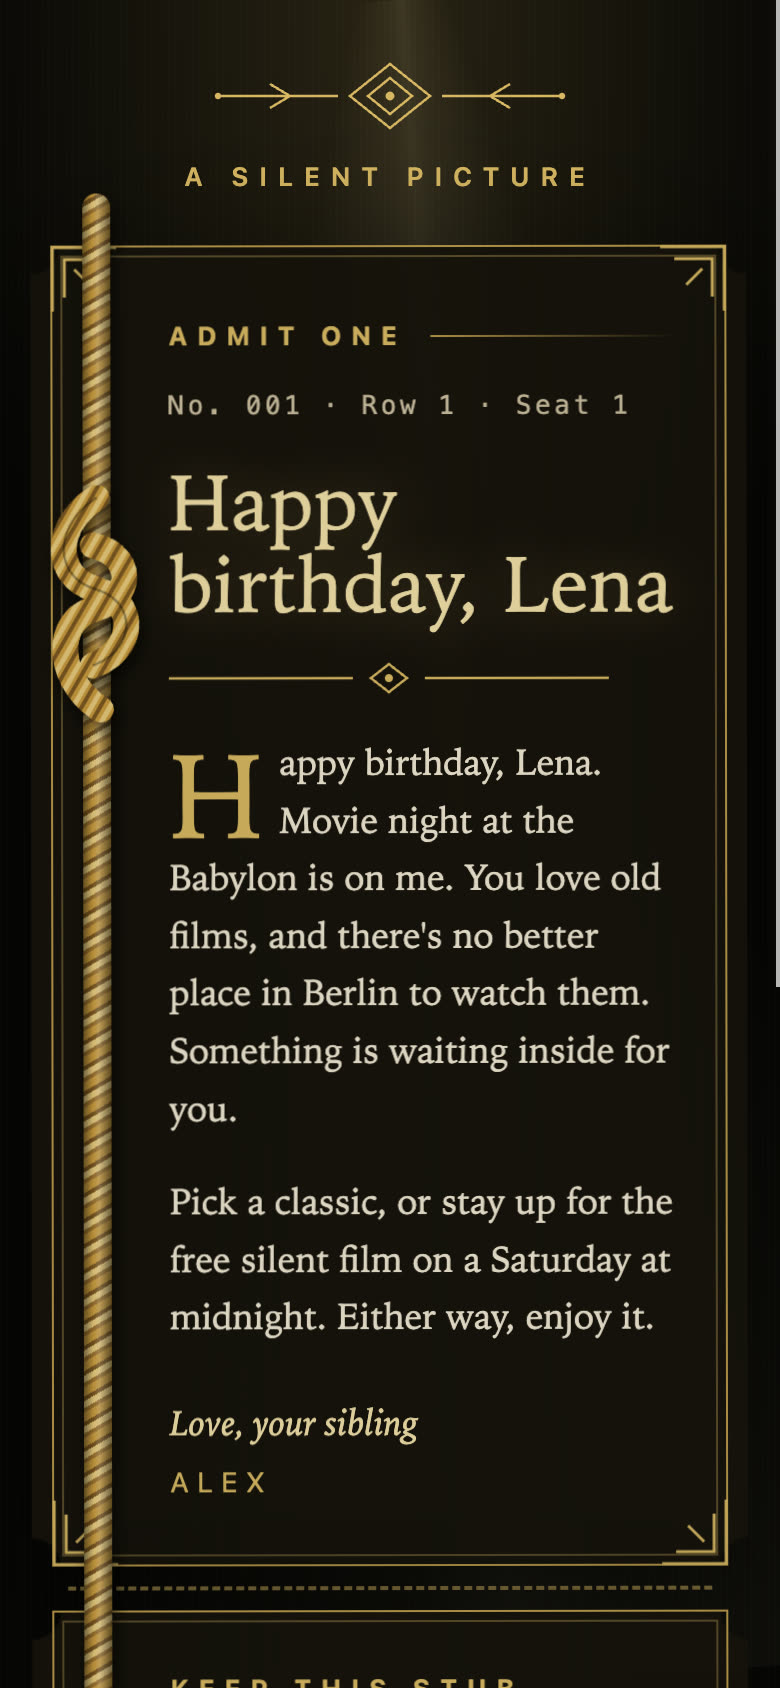 A SILENT PICTURE
ADMIT ONE
No. 001 · Row 1 · Seat 1
Happy
birthday, Lena
Happy birthday, Lena.
Movie night at the
Babylon is on me. You love old
films, and there's no better
place in Berlin to watch them.
Something is waiting inside for
you.
Pick a classic, or stay up for the
free silent film on a Saturday at
midnight. Either way, enjoy it.
Love, your sibling
ALEX
KEEP THIS STUB